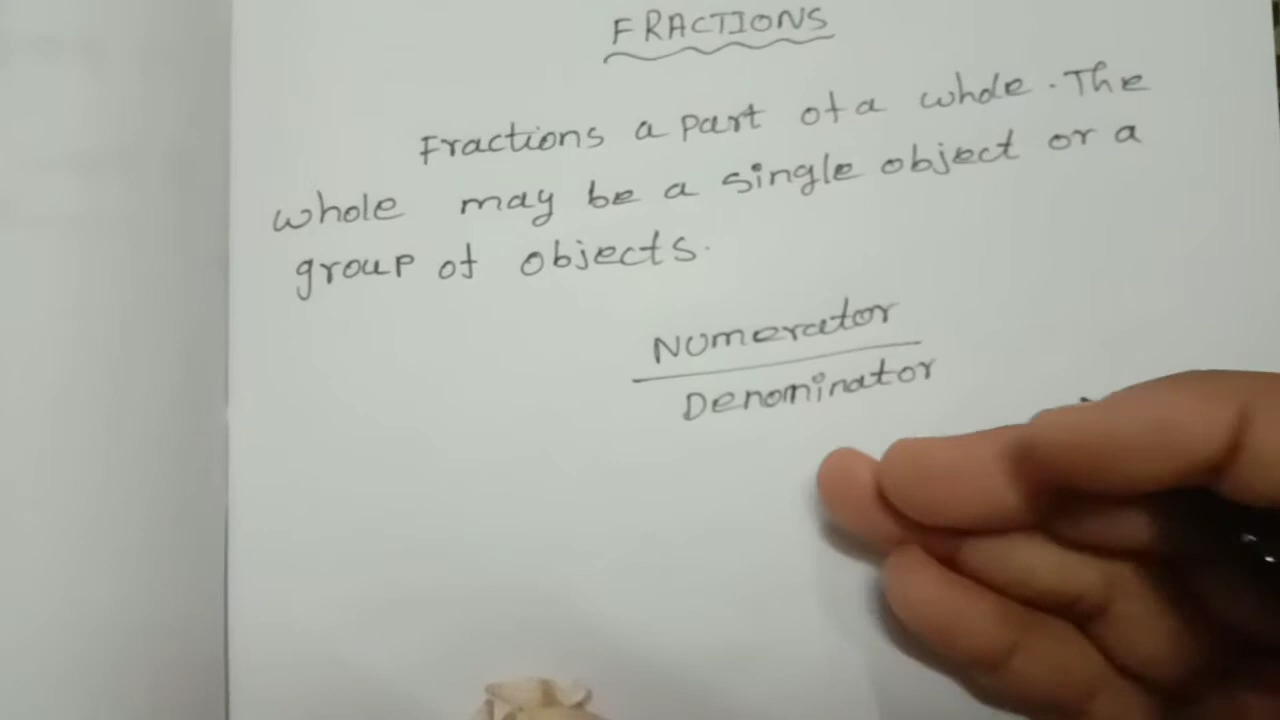 FRACTIONS
Fractions a part of a whole. The
whole may be a single object or a
group of objects.
Numerator
Denominator